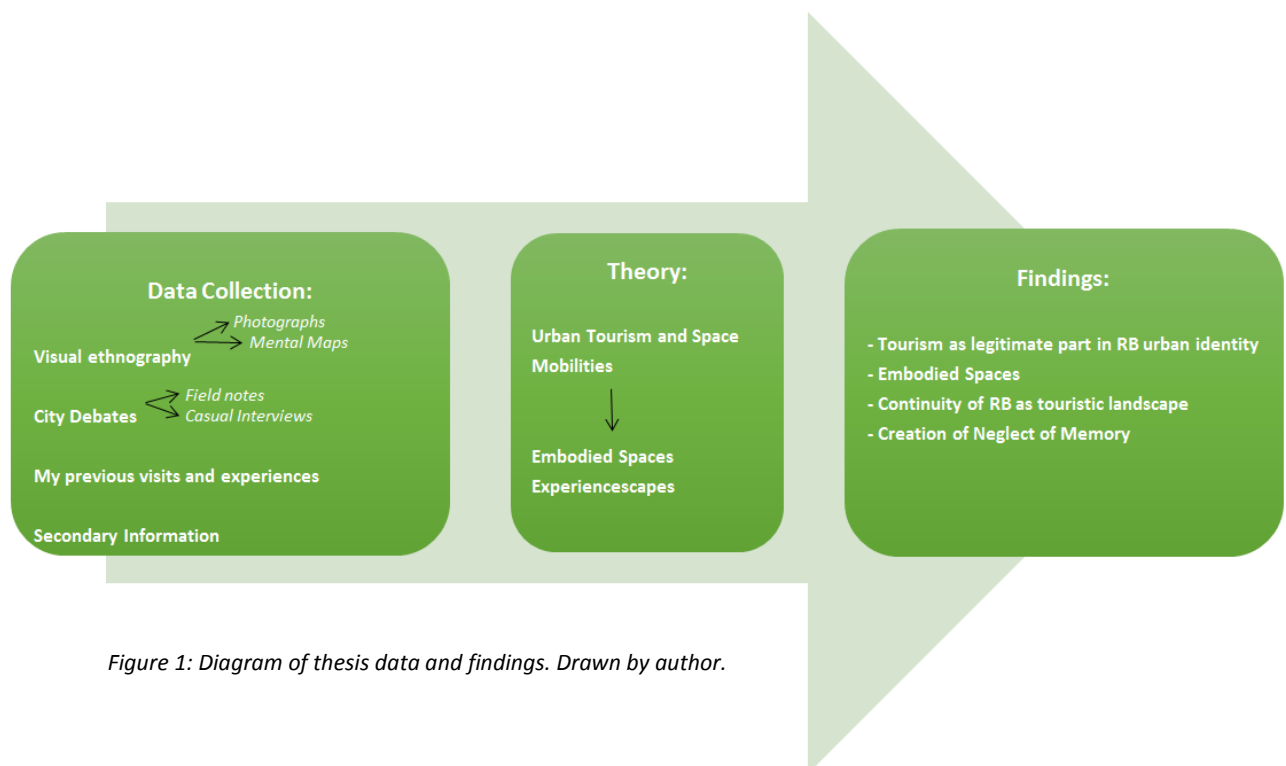 Data Collection:
Photographs
Mental Maps
Visual ethnography
Field notes
City Debates
Casual Interviews
My previous visits and experiences
Secondary Information
Theory:
Urban Tourism and Space
Mobilities
Embodied Spaces
Experiencescapes
Findings:
- Tourism as legitimate part in RB urban identity
- Embodied Spaces
- Continuity of RB as touristic landscape
- Creation of Neglect of Memory
Figure 1: Diagram of thesis data and findings. Drawn by author.